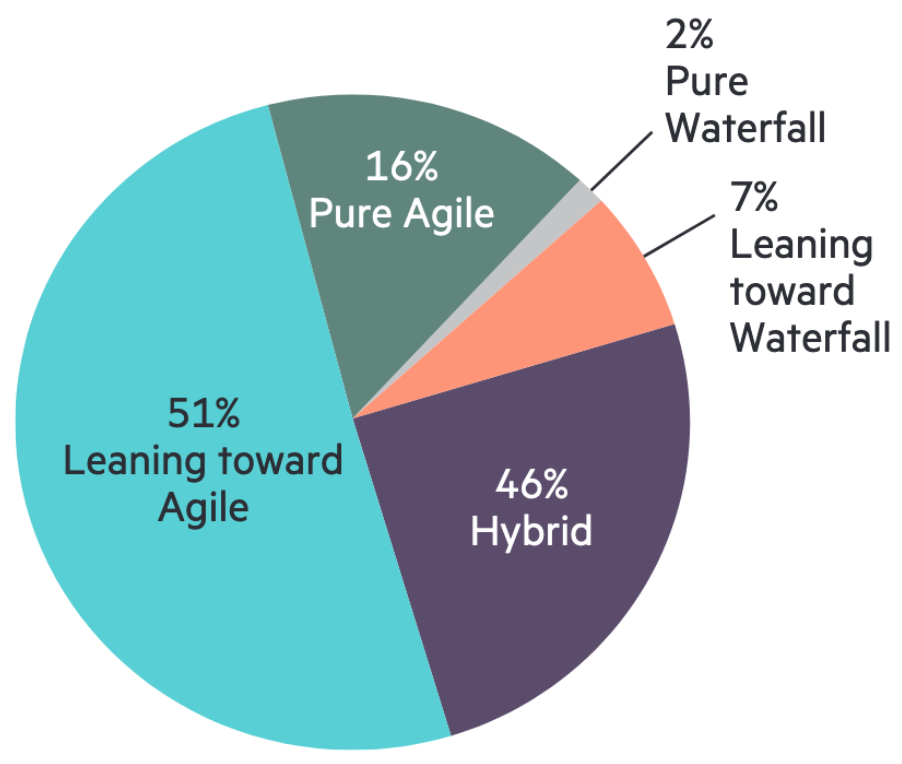 2%
Pure
Waterfall
16%
Pure Agile
7%
Leaning
toward
Waterfall
51%
Leaning toward
Agile
46%
Hybrid